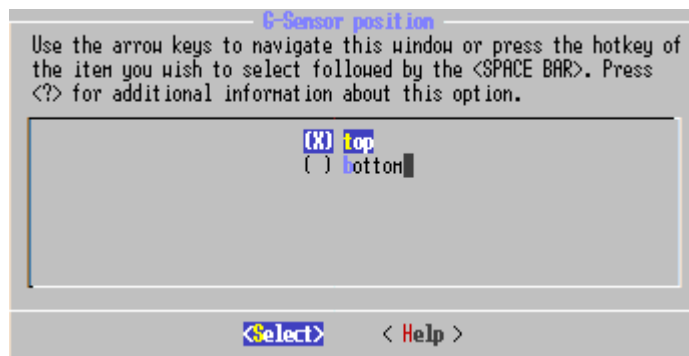 G-Sensor position
Use the arrow keys to navigate this window or press the hotkey of
the item you wish to select followed by the <SPACE BAR>. Press
<?> for additional information about this option.
(X) top
( ) bottom
<Select> < Help >